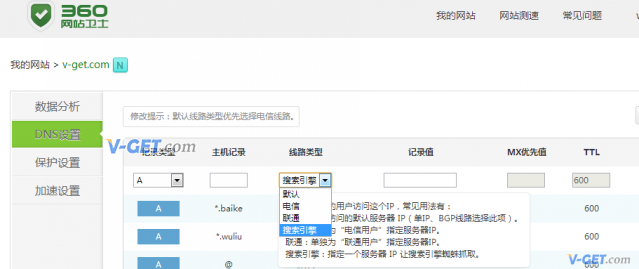 360
网站卫士
我的网站 网站测速 常见问题
我的网站 > v-get.com N
数据分析
DNS设置
保护设置
加速设置
修改提示：默认线路类型优先选择电信线路。
V-GET.com
记录类型 主机记录 线路类型 记录值 MX优先值 TTL
A 搜索引擎 600
默认
电信
联通
搜索引擎
访用户访问这个IP，常见用法有：
访问的默认服务器 IP（单IP、BGP线路选择此项）。
为“电信用户”指定服务器IP。
联通：单独为“联通用户”指定服务器IP。
搜索引擎：指定一个服务器 IP 让搜索引擎蜘蛛抓取。
A *.baike 600
A *.wuliu 600
A @
V-GET.com